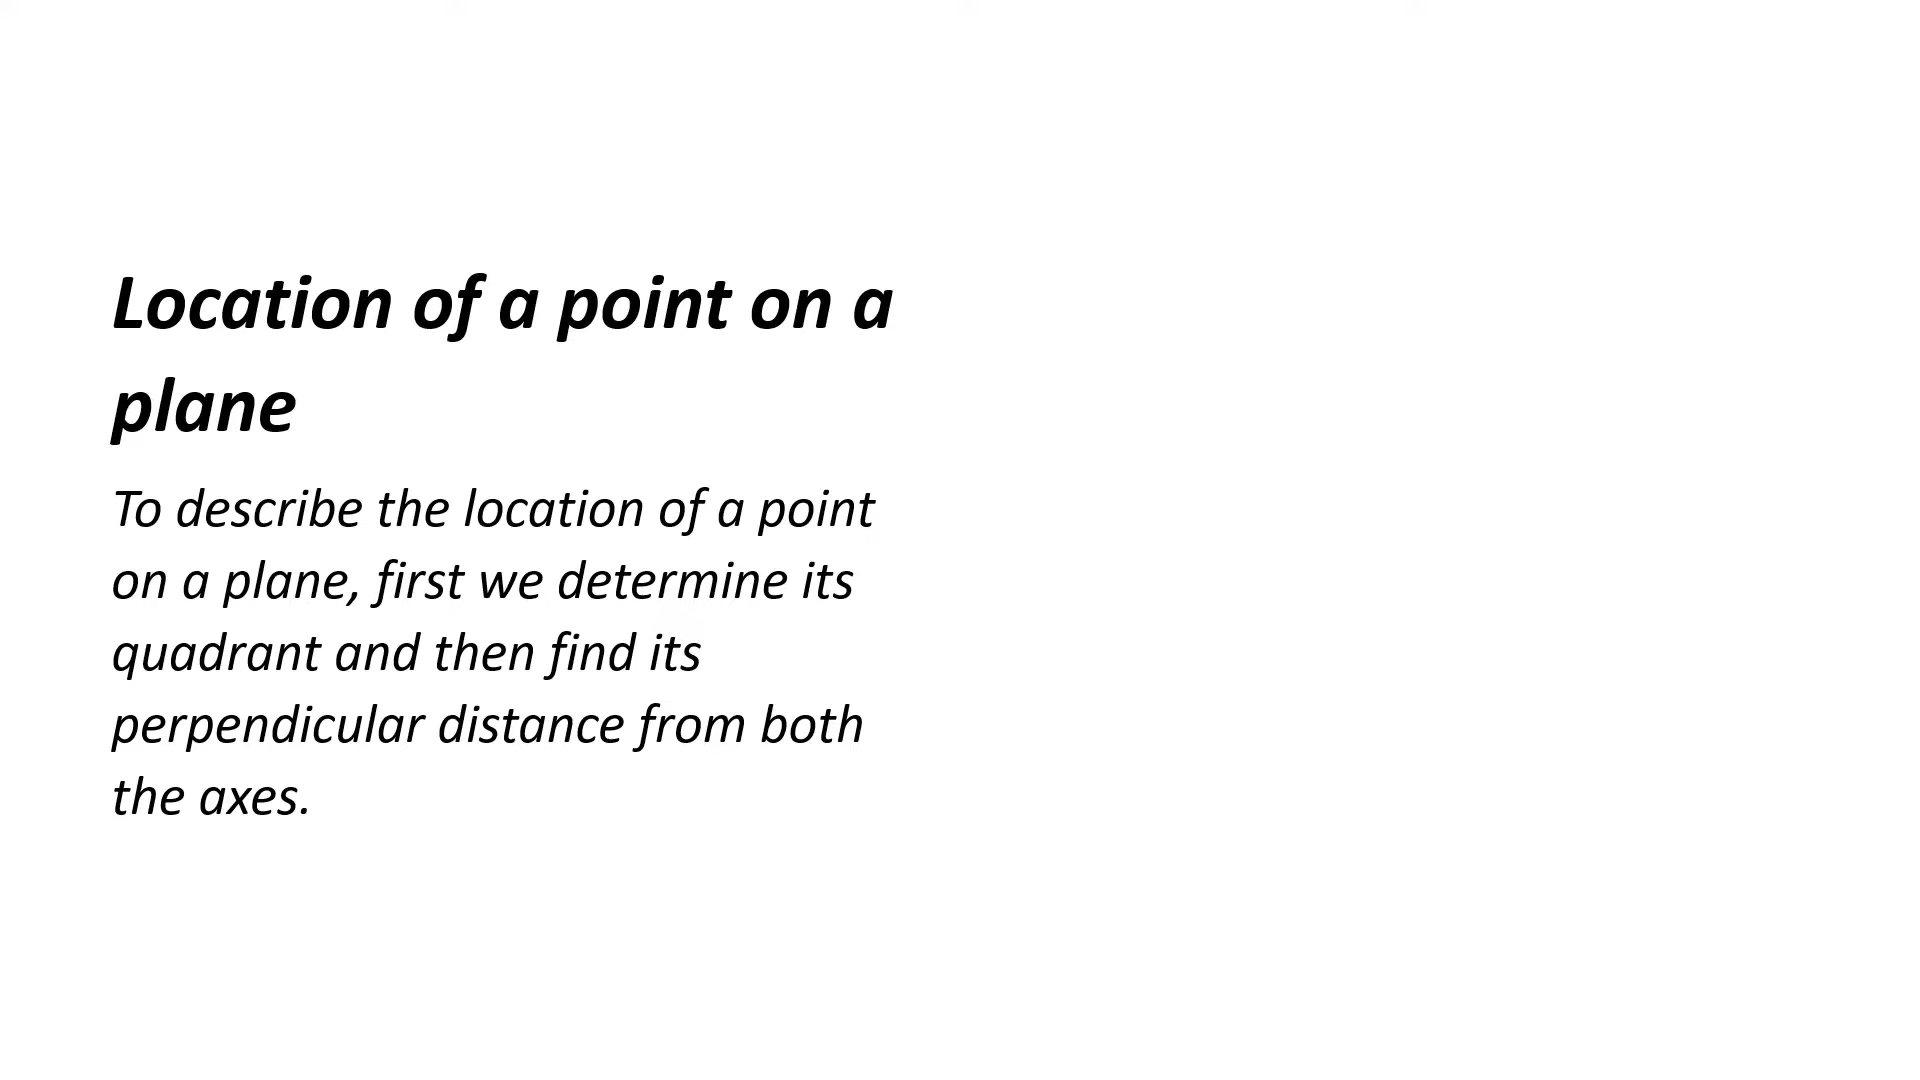 Location of a point on a
plane
To describe the location of a point
on a plane, first we determine its
quadrant and then find its
perpendicular distance from both
the axes.